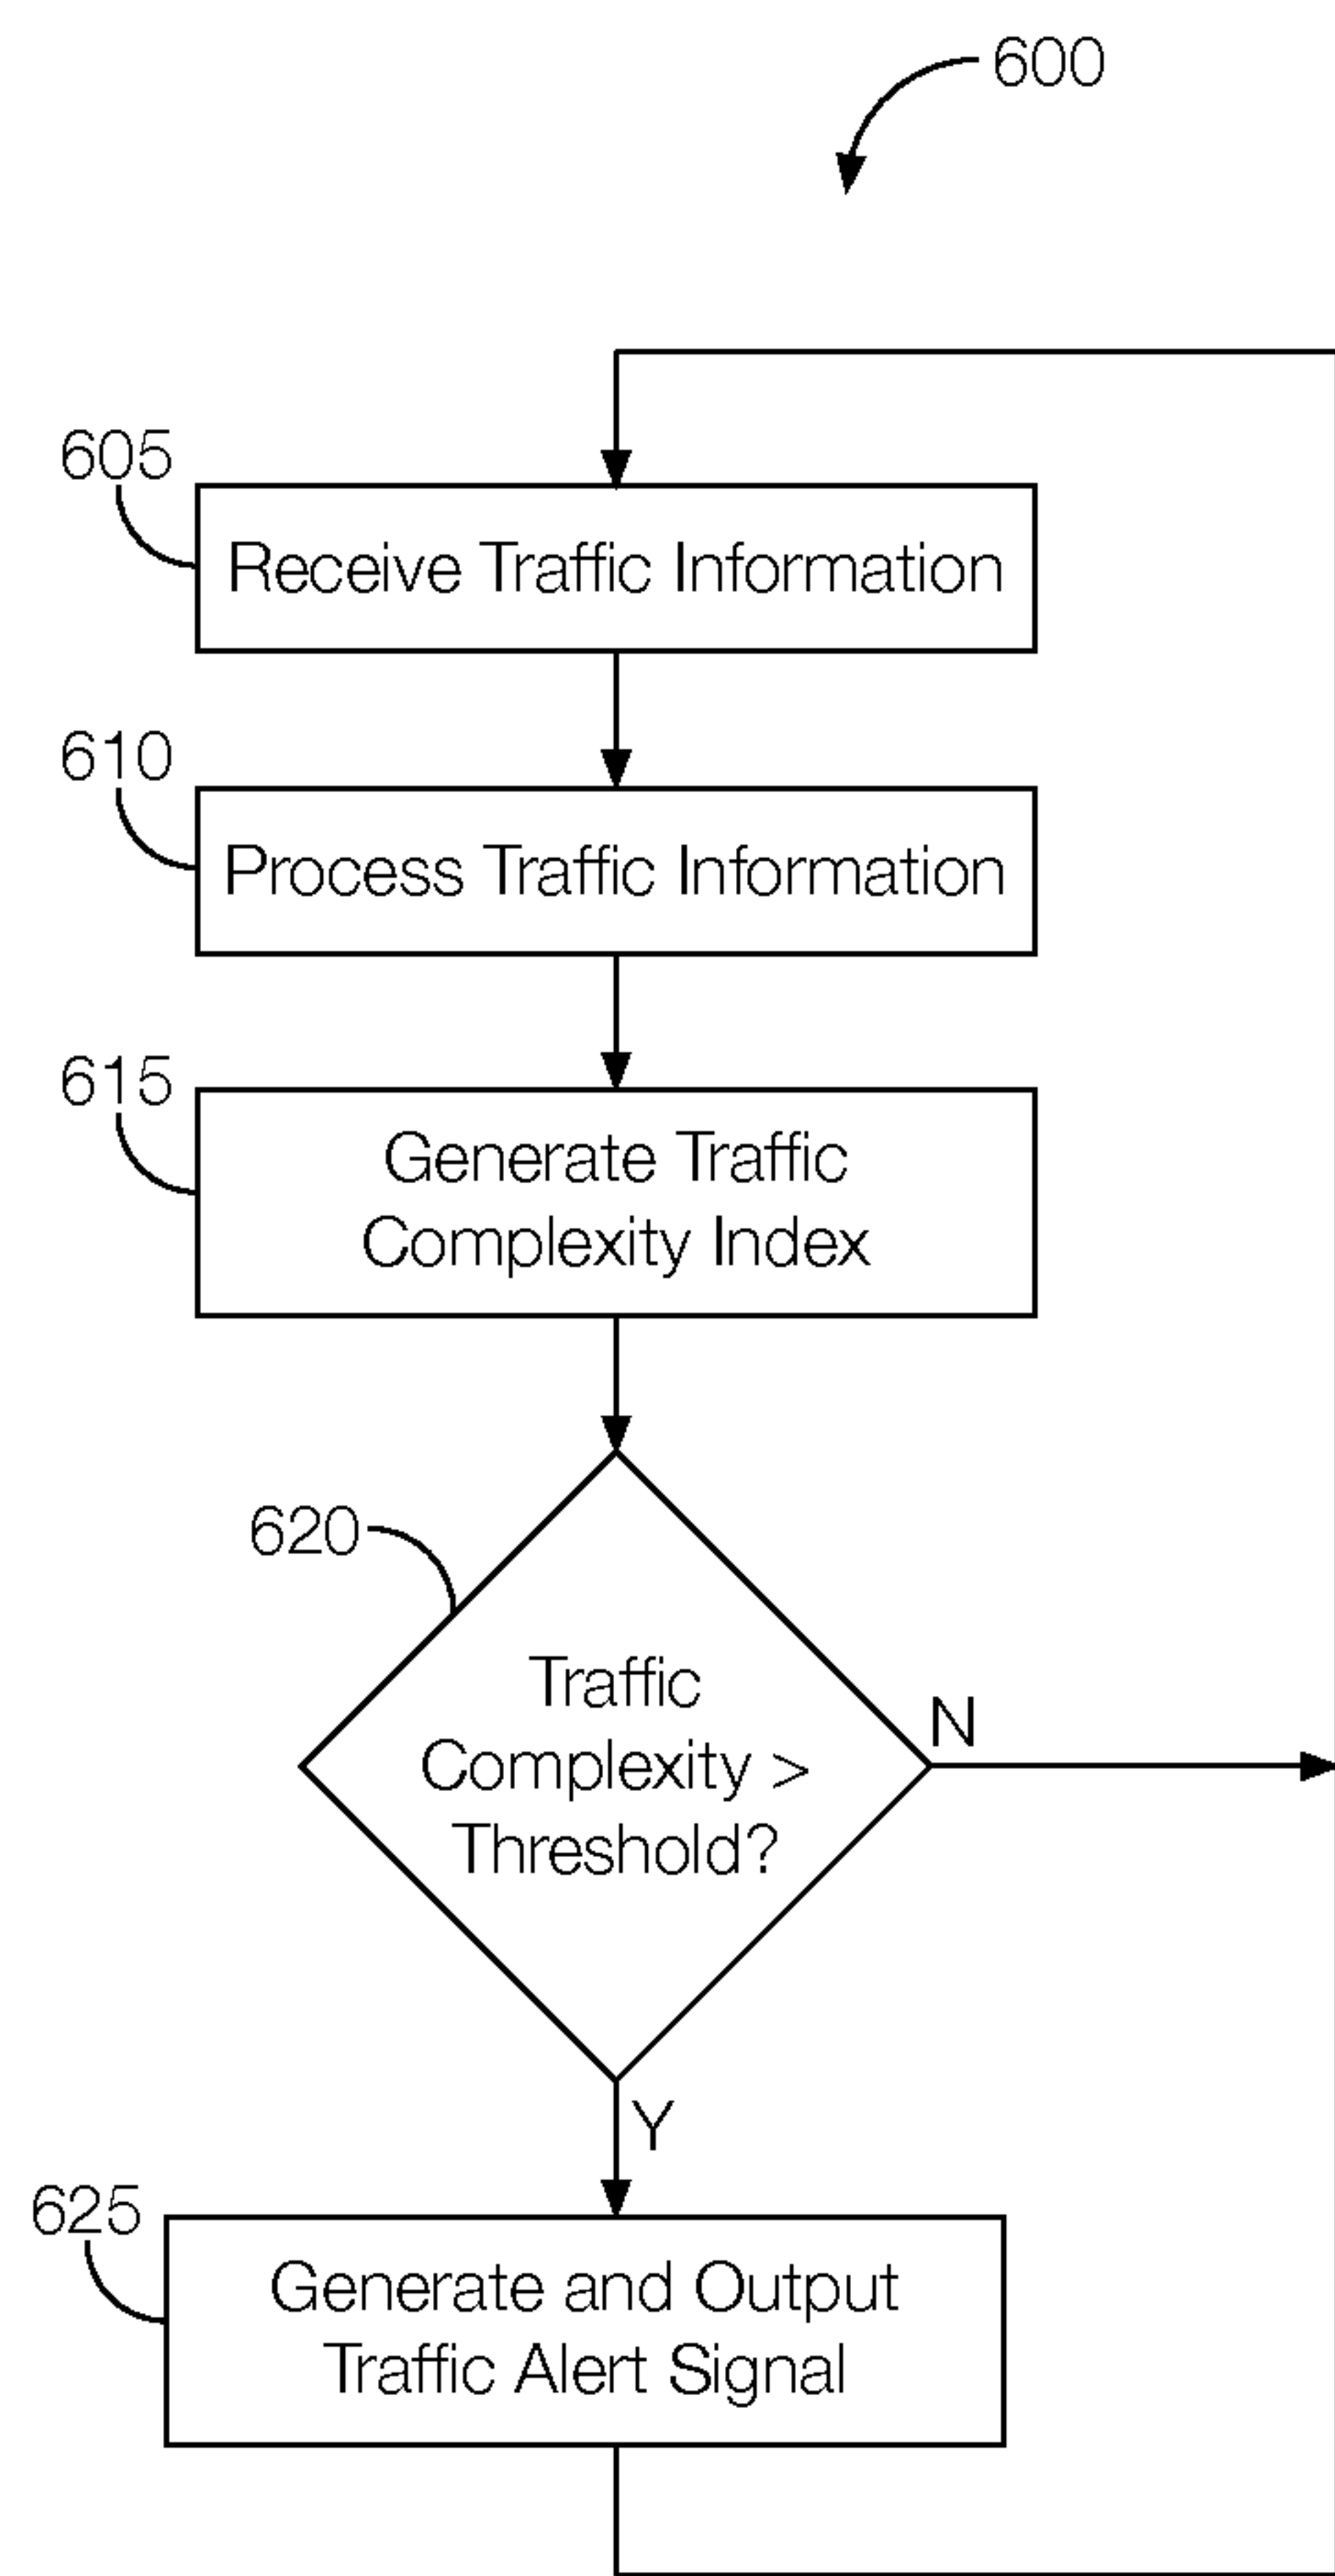 600
605
Receive Traffic Information
610
Process Traffic Information
615
Generate Traffic
Complexity Index
620
Traffic
Complexity >
Threshold?
N
Y
625
Generate and Output
Traffic Alert Signal